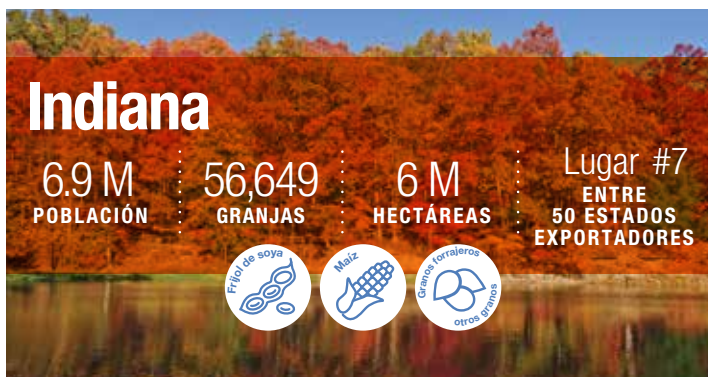 Indiana
6.9 M
POBLACIÓN
56,649
GRANJAS
6 M
HECTÁREAS
Lugar #7
ENTRE
50 ESTADOS
EXPORTADORES
Frijol de soya
Maíz
Granos forrajeros
otros granos